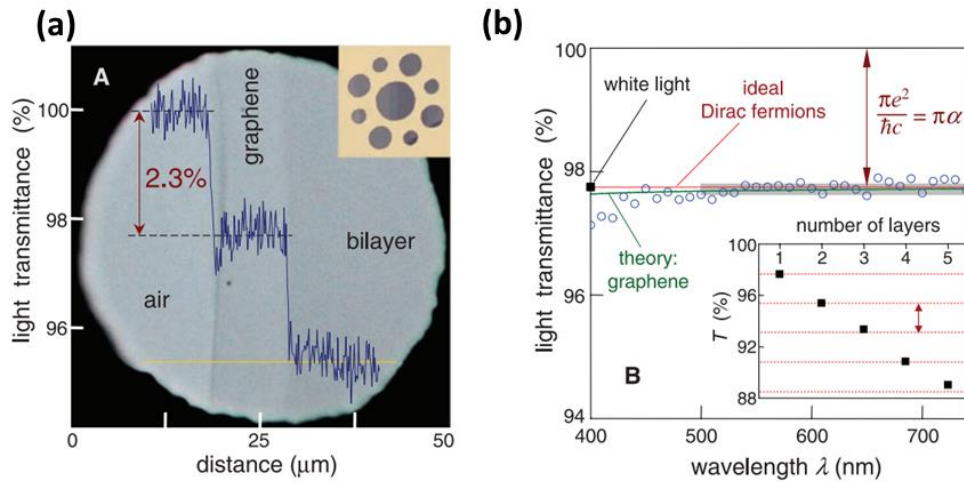 (a)
A
100
98
96
light transmittance (%)
2.3%
graphene
air
bilayer
0
25
50
distance (μm)
(b)
100
98
96
94
light transmittance (%)
white light
ideal
Dirac fermions
πe²/ħc = πα
theory:
graphene
B
number of layers
1 2 3 4 5
100
96
92
88
T (%)
400 500 600 700
wavelength λ (nm)